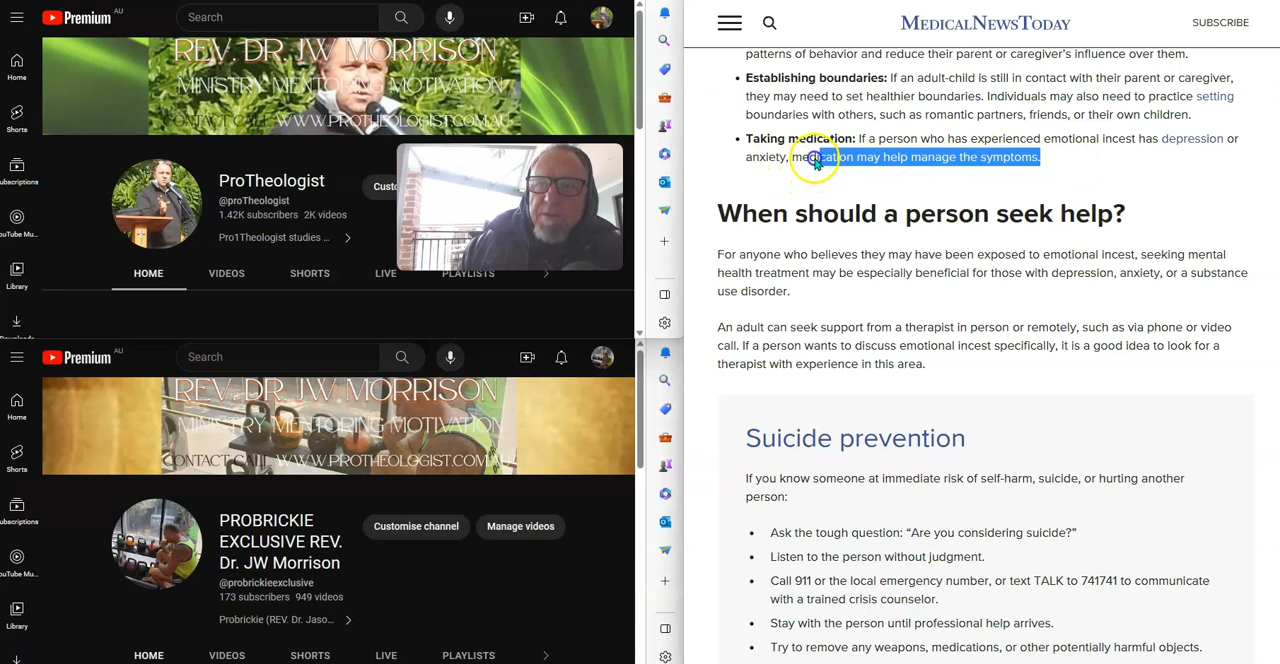 Premium AU
Search
REV. DR. JW MORRISON
MINISTRY MENTORING MOTIVATION
CONTACT CALL WWW.PROTHEOLOGIST.COM.AU
Home
Shorts
ubscriptions
ouTube Mu...
Library
ProTheologist
@proTheologist
1.42K subscribers 2K videos
Pro1Theologist studies ...
Custo
HOME VIDEOS SHORTS LIVE PLAYLISTS
Premium AU
Search
REV. DR. JW MORRISON
MINISTRY MENTORING MOTIVATION
CONTACT CALL WWW.PROTHEOLOGIST.COM.AU
Home
Shorts
ubscriptions
ouTube Mu...
Library
PROBRICKIE
EXCLUSIVE REV.
Dr. JW Morrison
@probrickieexclusive
173 subscribers 949 videos
Probrickie (REV. Dr. Jaso...
Customise channel
Manage videos
HOME VIDEOS SHORTS LIVE PLAYLISTS
MEDICALNEWSTODAY
SUBSCRIBE
patterns of behavior and reduce their parent or caregiver's influence over them.
• Establishing boundaries: If an adult-child is still in contact with their parent or caregiver,
they may need to set healthier boundaries. Individuals may also need to practice setting
boundaries with others, such as romantic partners, friends, or their own children.
• Taking medication: If a person who has experienced emotional incest has depression or
anxiety, medication may help manage the symptoms.
When should a person seek help?
For anyone who believes they may have been exposed to emotional incest, seeking mental
health treatment may be especially beneficial for those with depression, anxiety, or a substance
use disorder.
An adult can seek support from a therapist in person or remotely, such as via phone or video
call. If a person wants to discuss emotional incest specifically, it is a good idea to look for a
therapist with experience in this area.
Suicide prevention
If you know someone at immediate risk of self-harm, suicide, or hurting another
person:
• Ask the tough question: “Are you considering suicide?”
• Listen to the person without judgment.
• Call 911 or the local emergency number, or text TALK to 741741 to communicate
with a trained crisis counselor.
• Stay with the person until professional help arrives.
• Try to remove any weapons, medications, or other potentially harmful objects.